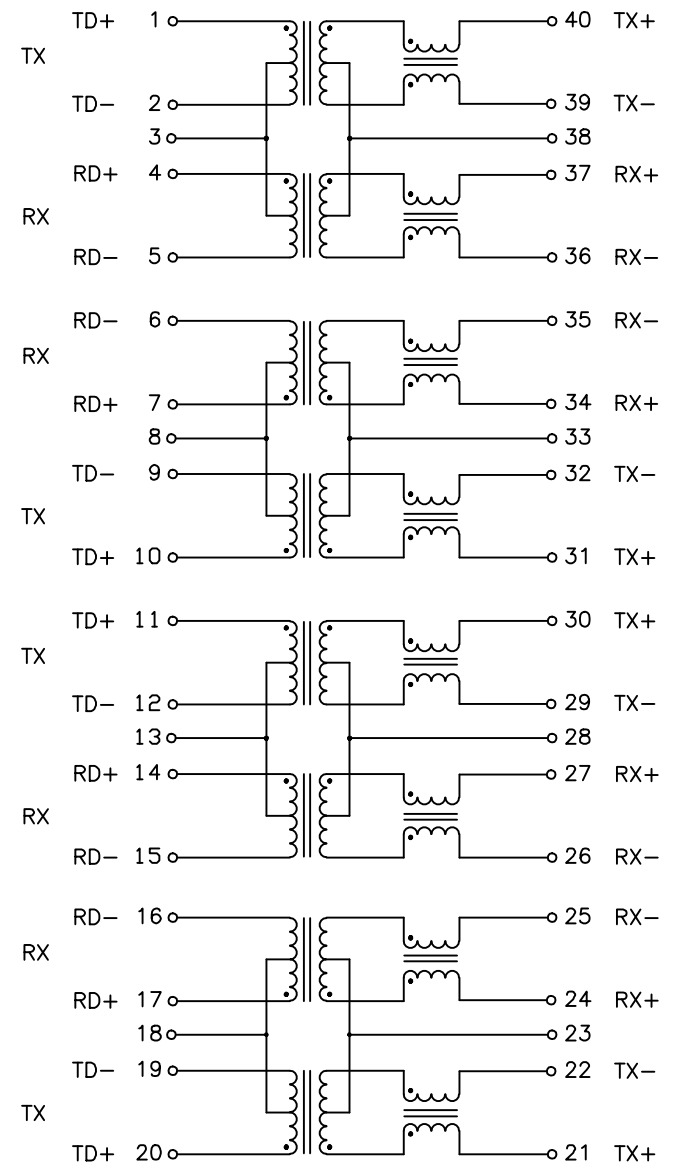 TD+ 1 40 TX+
TX
TD− 2 39 TX−
3 38
RD+ 4 37 RX+
RX
RD− 5 36 RX−
RD− 6 35 RX−
RX
RD+ 7 34 RX+
8 33
TD− 9 32 TX−
TX
TD+ 10 31 TX+
TD+ 11 30 TX+
TX
TD− 12 29 TX−
13 28
RD+ 14 27 RX+
RX
RD− 15 26 RX−
RD− 16 25 RX−
RX
RD+ 17 24 RX+
18 23
TD− 19 22 TX−
TX
TD+ 20 21 TX+